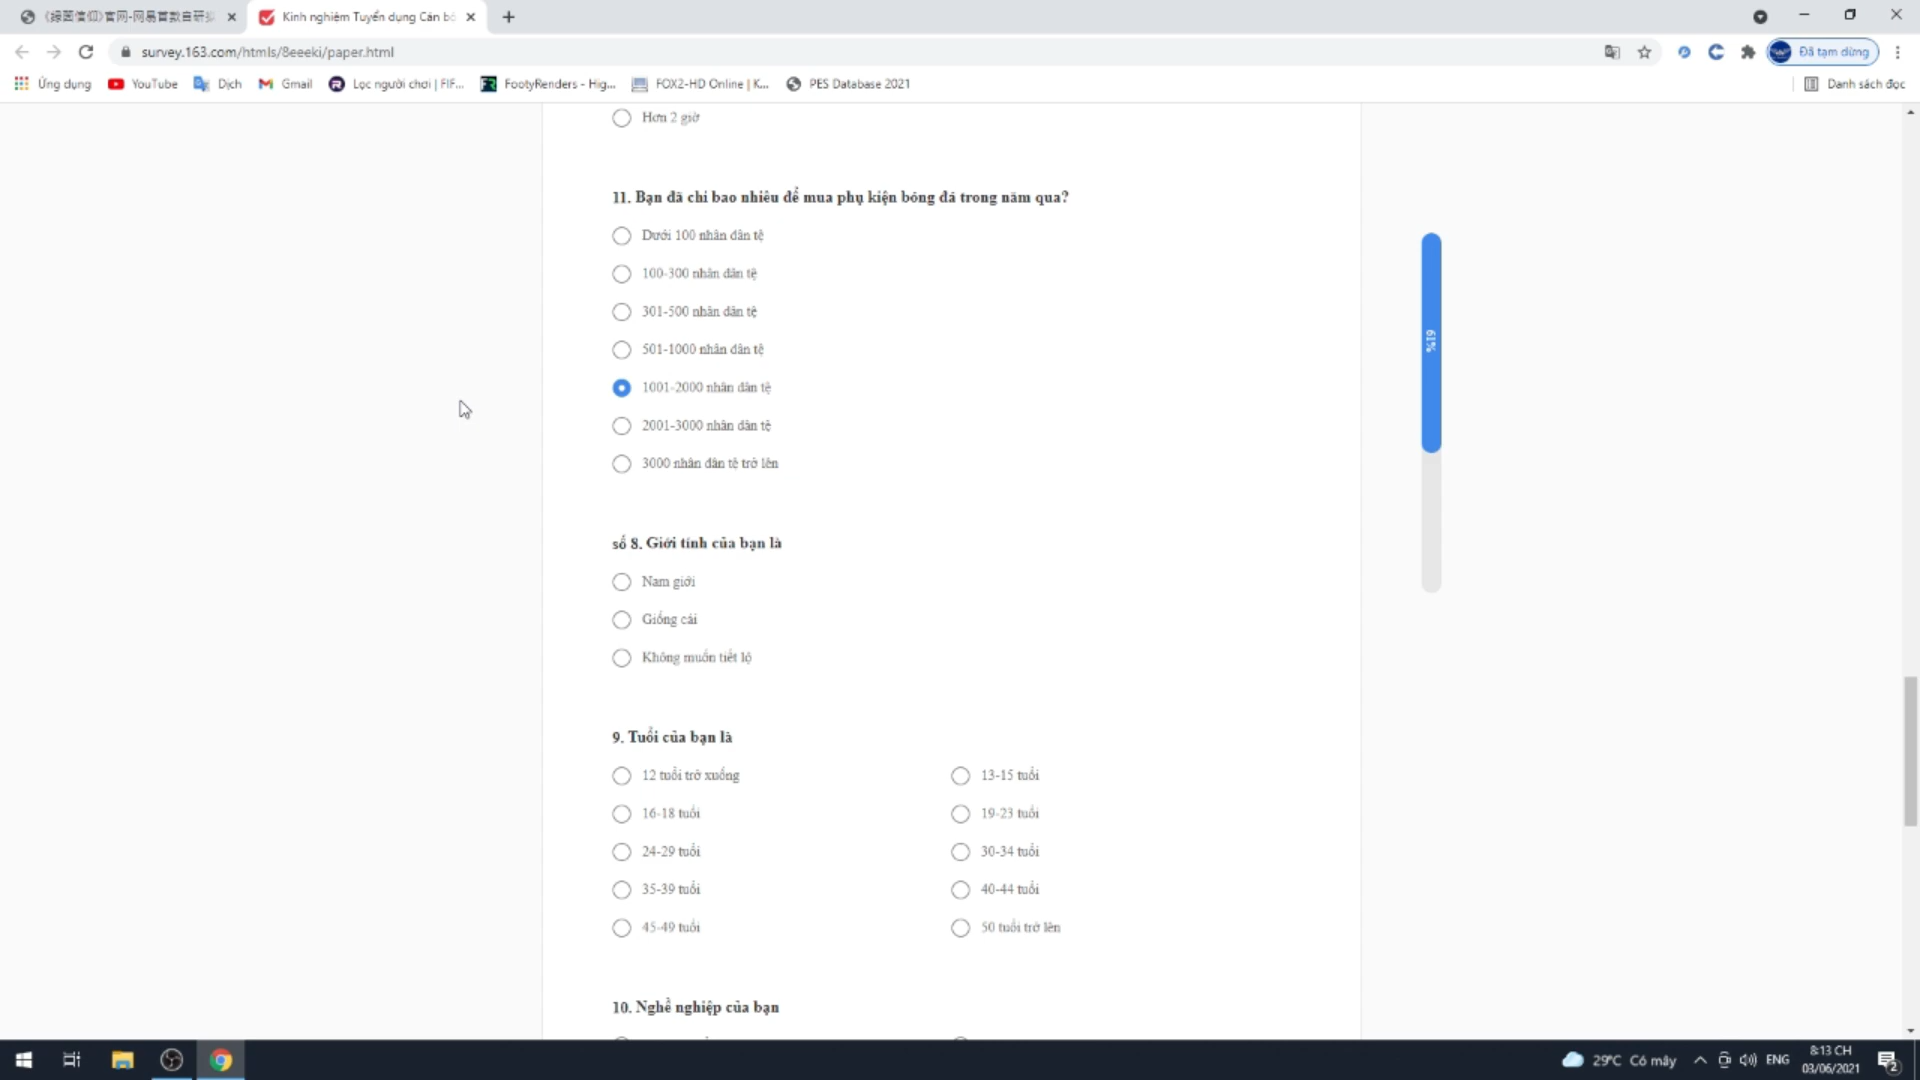 Kinh nghiệm Tuyển dụng Cán bó
survey.163.com/htmls/8eeeki/paper.html
Đã tạm dừng
Ứng dụng
YouTube
Dịch
Gmail
Lọc người chơi | FIF...
FootyRenders - Hig...
FOX2-HD Online | K...
PES Database 2021
Danh sách đọc
Hơn 2 giờ
11. Bạn đã chi bao nhiêu để mua phụ kiện bóng đá trong năm qua?
Dưới 100 nhân dân tệ
100-300 nhân dân tệ
301-500 nhân dân tệ
501-1000 nhân dân tệ
1001-2000 nhân dân tệ
2001-3000 nhân dân tệ
3000 nhân dân tệ trở lên
61%
số 8. Giới tính của bạn là
Nam giới
Giống cái
Không muốn tiết lộ
9. Tuổi của bạn là
12 tuổi trở xuống
13-15 tuổi
16-18 tuổi
19-23 tuổi
24-29 tuổi
30-34 tuổi
35-39 tuổi
40-44 tuổi
45-49 tuổi
50 tuổi trở lên
10. Nghề nghiệp của bạn
29°C Có mây
ENG
8:13 CH
03/06/2021
2